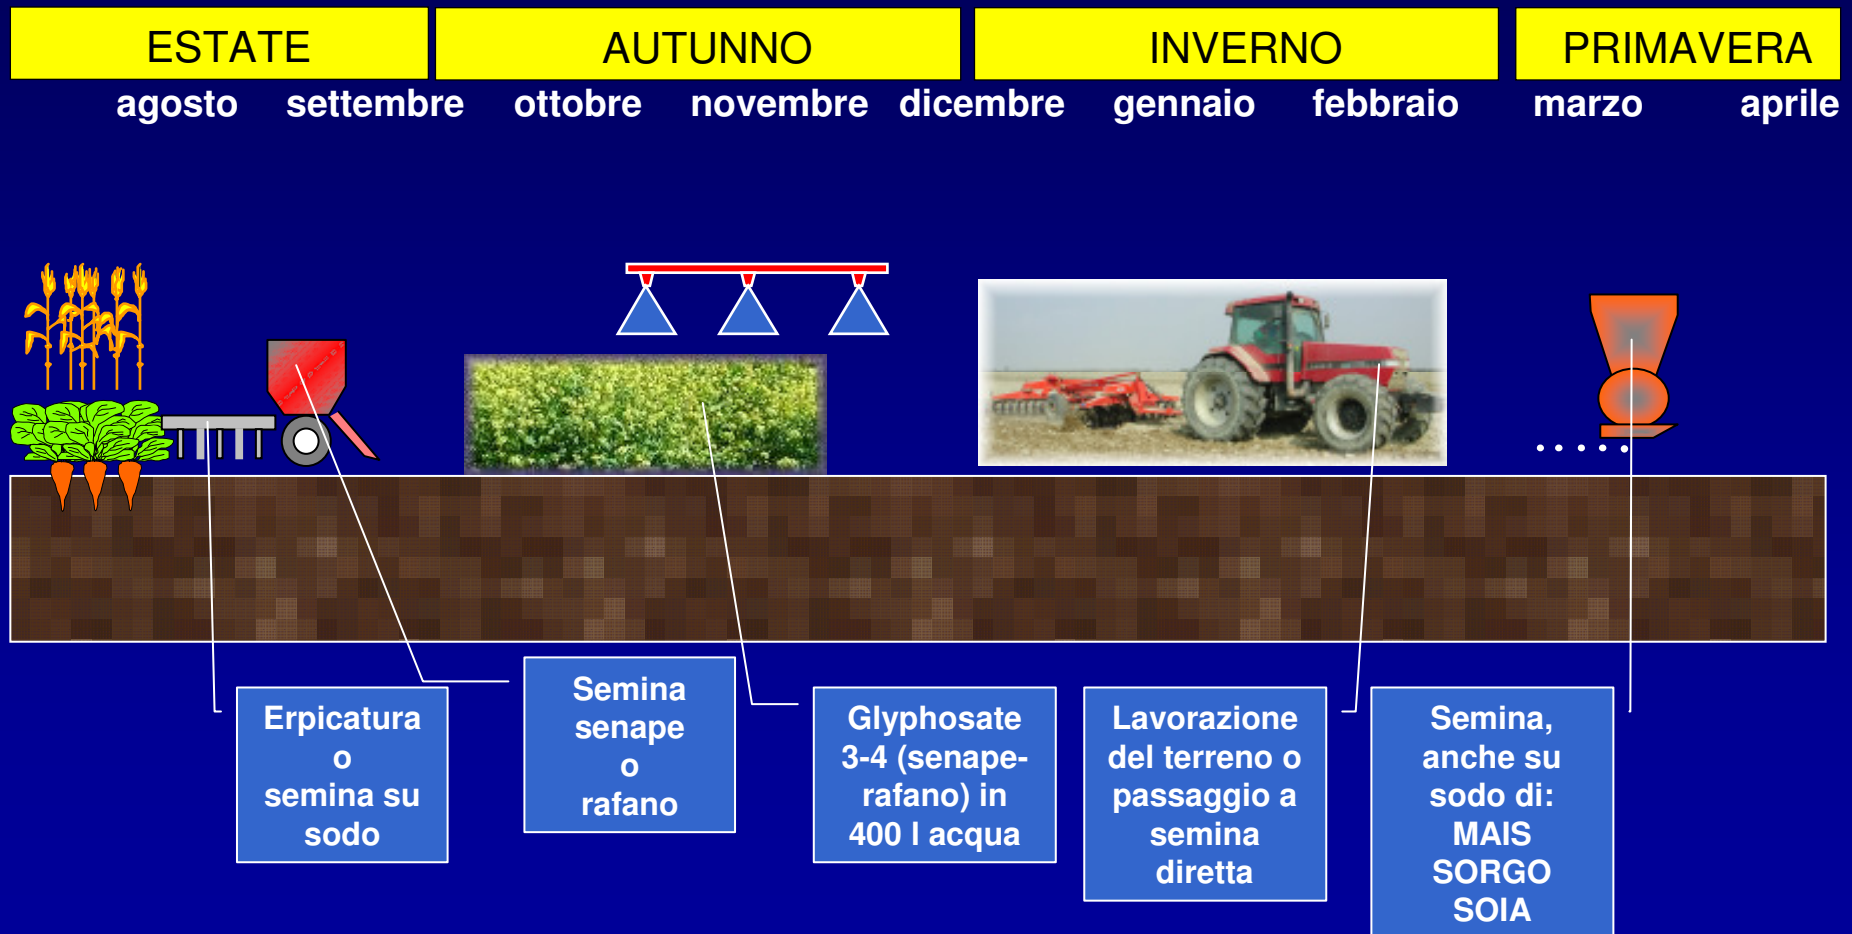 ESTATE AUTUNNO INVERNO PRIMAVERA
agosto settembre ottobre novembre dicembre gennaio febbraio marzo aprile
Erpicatura
o
semina su
sodo
Semina
senape
o
rafano
Glyphosate
3-4 (senape-
rafano) in
400 l acqua
Lavorazione
del terreno o
passaggio a
semina
diretta
Semina,
anche su
sodo di:
MAIS
SORGO
SOIA